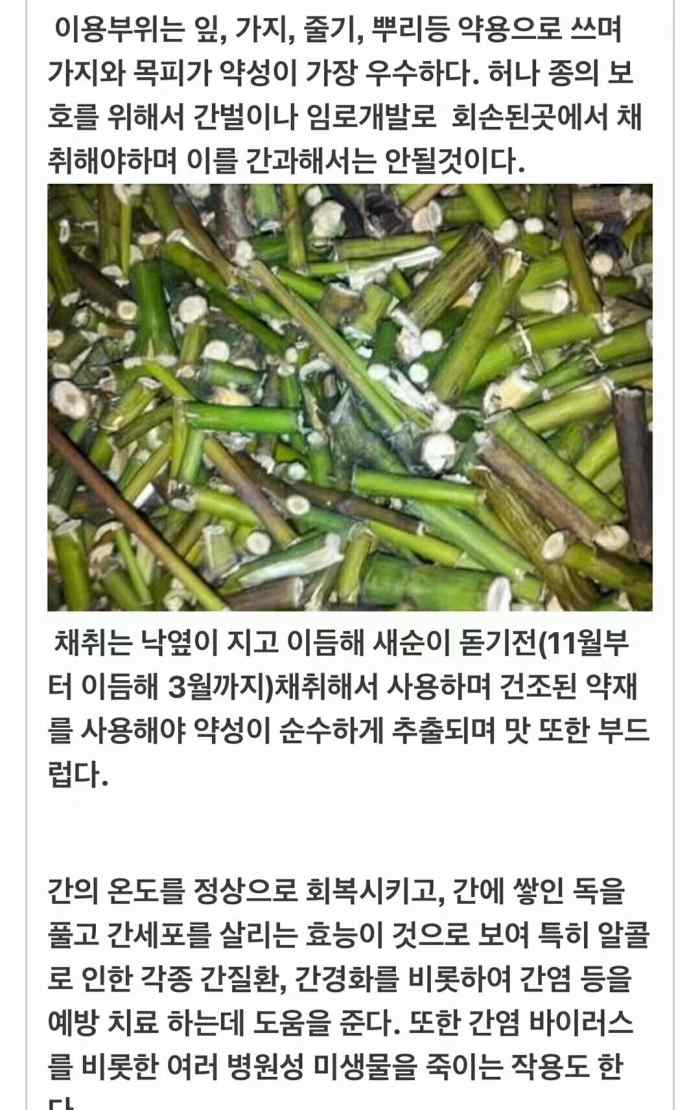 이용부위는 잎, 가지, 줄기, 뿌리등 약용으로 쓰며
가지와 목피가 약성이 가장 우수하다. 허나 종의 보
호를 위해서 간벌이나 임로개발로 회손된곳에서 채
취해야하며 이를 간과해서는 안될것이다.
채취는 낙옆이 지고 이듬해 새순이 돋기전(11월부
터 이듬해 3월까지)채취해서 사용하며 건조된 약재
를 사용해야 약성이 순수하게 추출되며 맛 또한 부드
럽다.
간의 온도를 정상으로 회복시키고, 간에 쌓인 독을
풀고 간세포를 살리는 효능이 것으로 보여 특히 알콜
로 인한 각종 간질환, 간경화를 비롯하여 간염 등을
예방 치료 하는데 도움을 준다. 또한 간염 바이러스
를 비롯한 여러 병원성 미생물을 죽이는 작용도 한
다